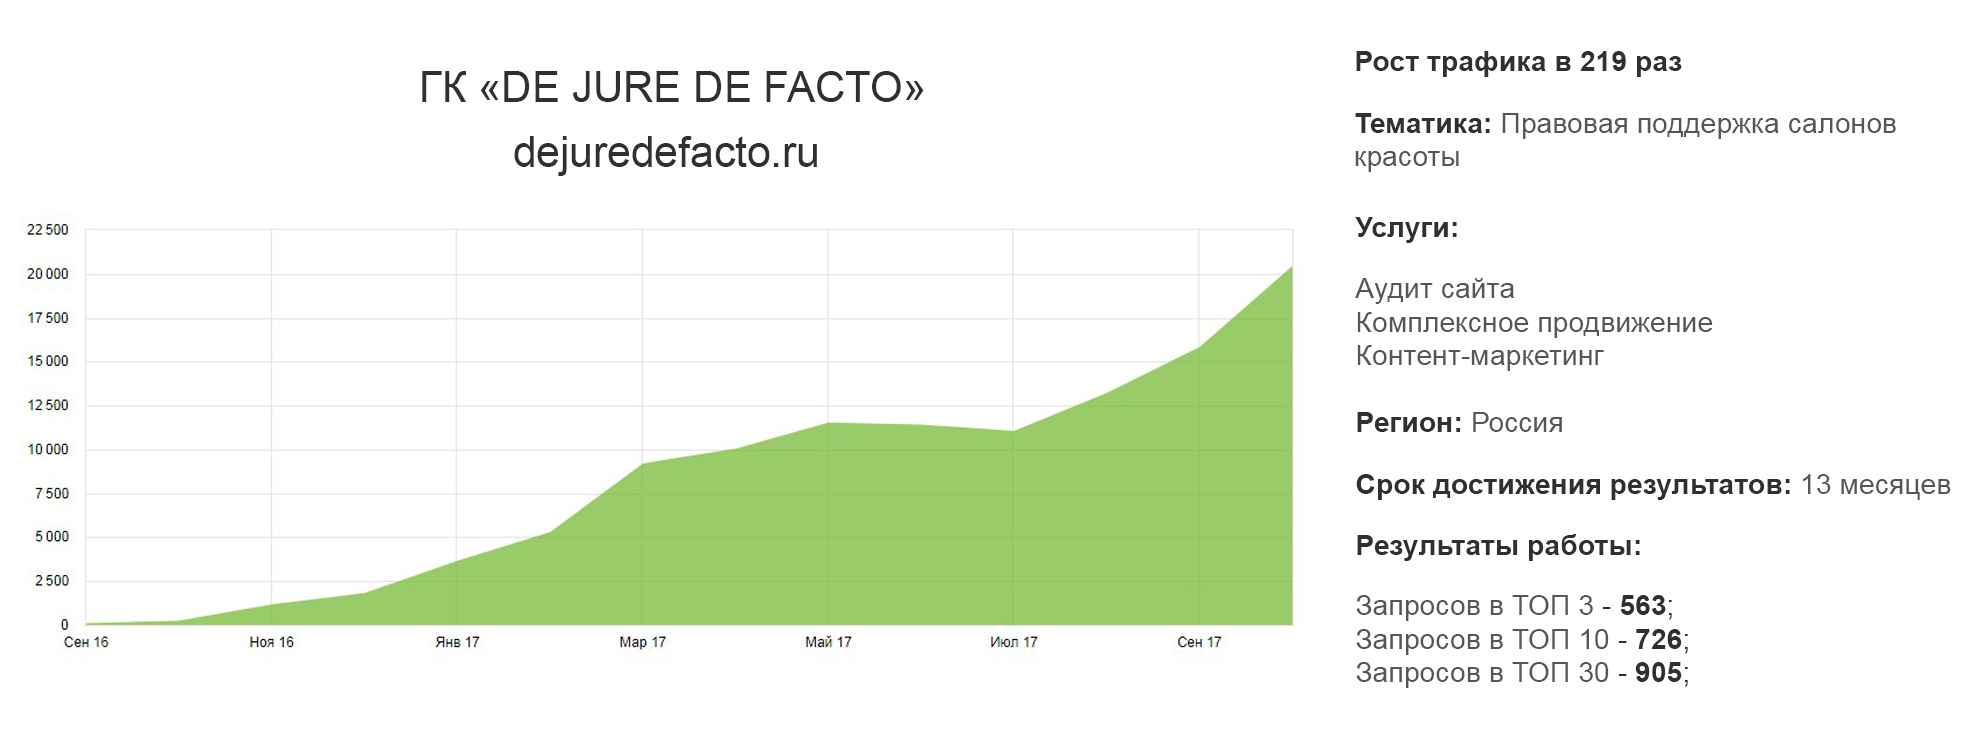 ГК «DE JURE DE FACTO»
dejuredefacto.ru
22 500
20 000
17 500
15 000
12 500
10 000
7 500
5 000
2 500
0
Сен 16 Ноя 16 Янв 17 Мар 17 Май 17 Июл 17 Сен 17
Рост трафика в 219 раз
Тематика: Правовая поддержка салонов
красоты
Услуги:
Аудит сайта
Комплексное продвижение
Контент-маркетинг
Регион: Россия
Срок достижения результатов: 13 месяцев
Результаты работы:
Запросов в ТОП 3 - 563;
Запросов в ТОП 10 - 726;
Запросов в ТОП 30 - 905;